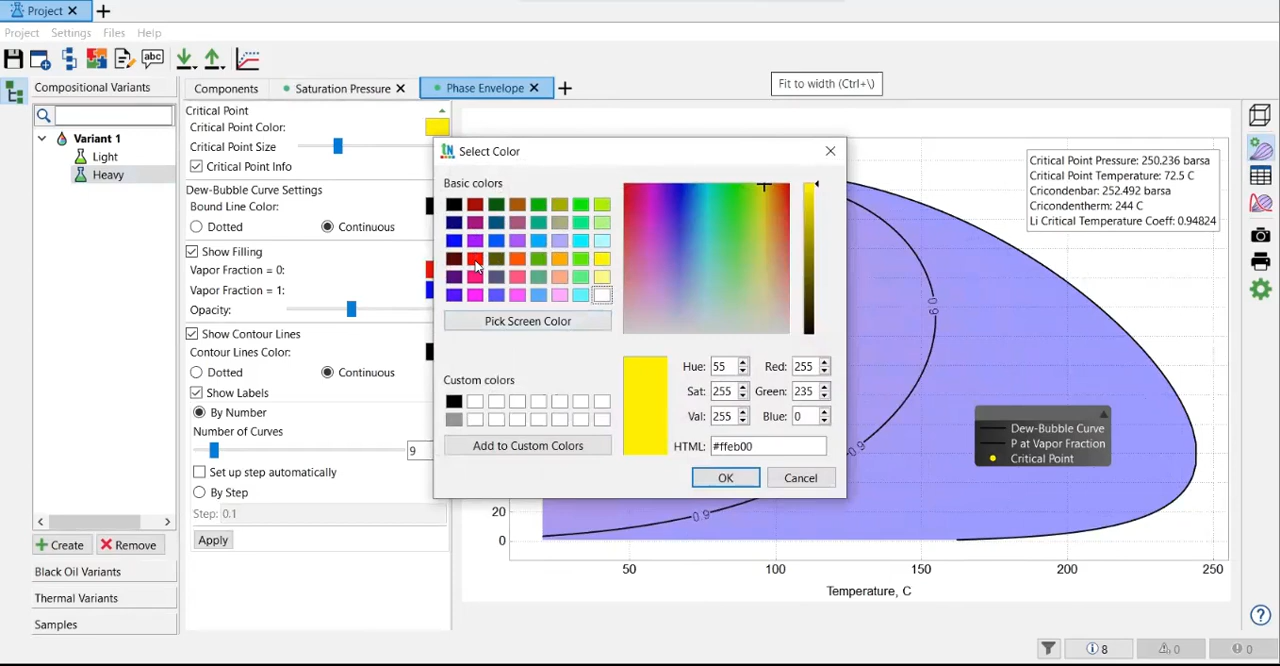 Project
Project Settings Files Help
abc
Fit to width (Ctrl+\)
Compositional Variants
Components
Saturation Pressure
Phase Envelope
Variant 1
Light
Heavy
Create
Remove
Black Oil Variants
Thermal Variants
Samples
Critical Point
Critical Point Color:
Critical Point Size
Critical Point Info
Dew-Bubble Curve Settings
Bound Line Color:
Dotted
Continuous
Show Filling
Vapor Fraction = 0:
Vapor Fraction = 1:
Opacity:
Show Contour Lines
Contour Lines Color:
Dotted
Continuous
Show Labels
By Number
Number of Curves
9
Set up step automatically
By Step
Step: 0.1
Apply
tN Select Color
Basic colors
Pick Screen Color
Custom colors
Add to Custom Colors
Hue: 55 Red: 255
Sat: 255 Green: 235
Val: 255 Blue: 0
HTML: #ffeb00
OK
Cancel
Critical Point Pressure: 250.236 barsa
Critical Point Temperature: 72.5 C
Cricondenbar: 252.492 barsa
Cricondentherm: 244 C
Li Critical Temperature Coeff: 0.94824
0.9
0.9
0.9
Dew-Bubble Curve
P at Vapor Fraction
Critical Point
20
0
50 100 150 200 250
Temperature, C
8
0
0